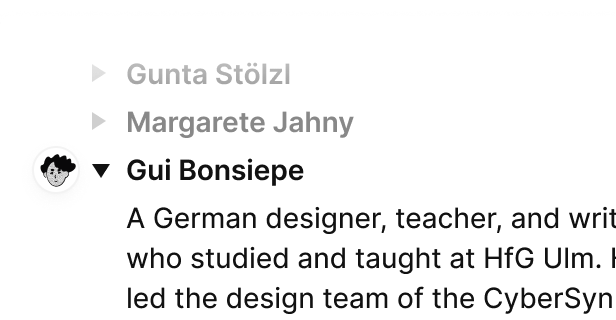 Gunta Stölzl
Margarete Jahny
Gui Bonsiepe
A German designer, teacher, and writ
who studied and taught at HfG Ulm.
led the design team of the CyberSyn